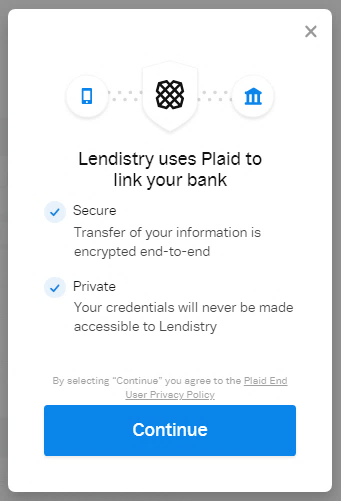 Lendistry uses Plaid to
link your bank
Secure
Transfer of your information is
encrypted end-to-end
Private
Your credentials will never be made
accessible to Lendistry
By selecting “Continue” you agree to the Plaid End
User Privacy Policy
Continue